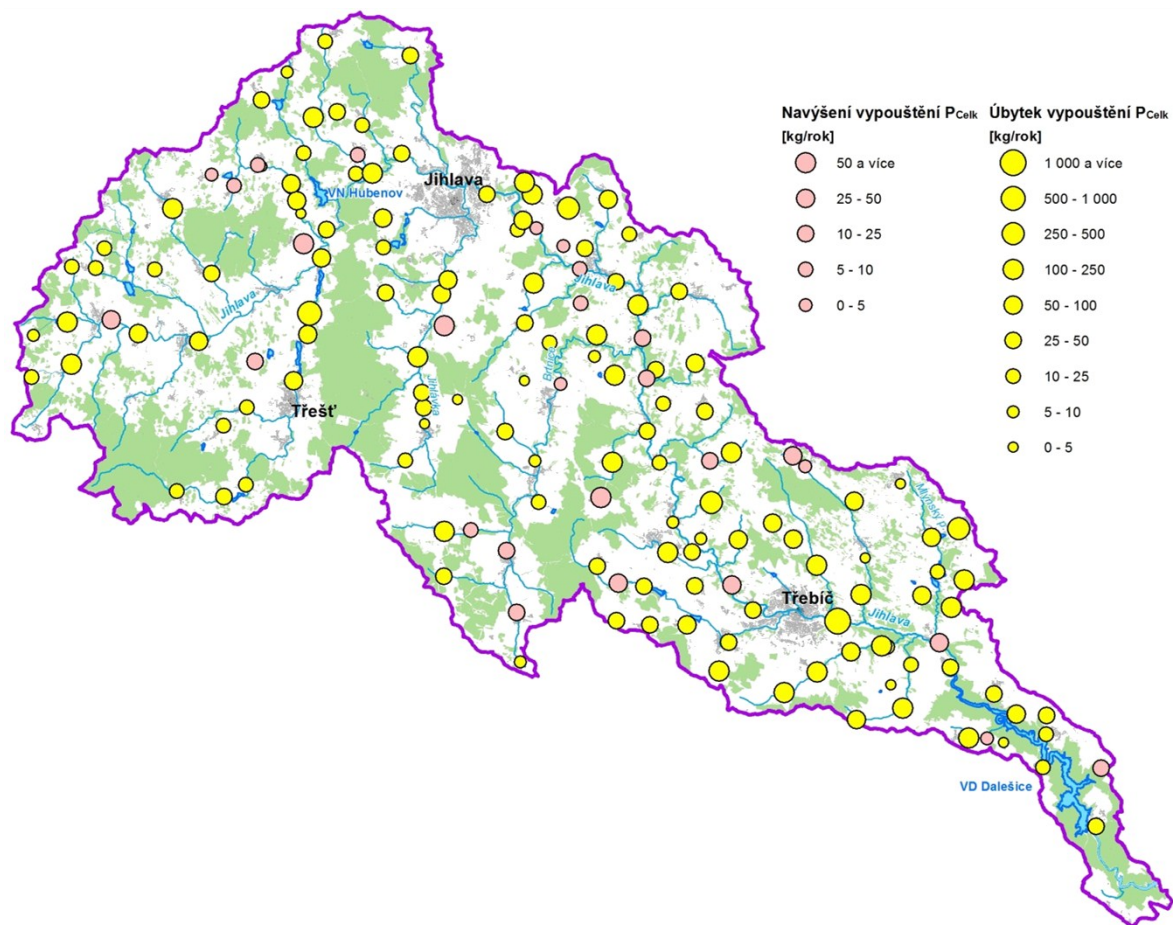 Navýšení vypouštění PCelk
[kg/rok]
50 a více
25 - 50
10 - 25
5 - 10
0 - 5
Úbytek vypouštění PCelk
[kg/rok]
1 000 a více
500 - 1 000
250 - 500
100 - 250
50 - 100
25 - 50
10 - 25
5 - 10
0 - 5
Jihlava
VN Hubenov
Jihlava
Jihlava
Brtnice
Jihlávka
Třešť
Třebíč
Jihlava
VD Dalešice